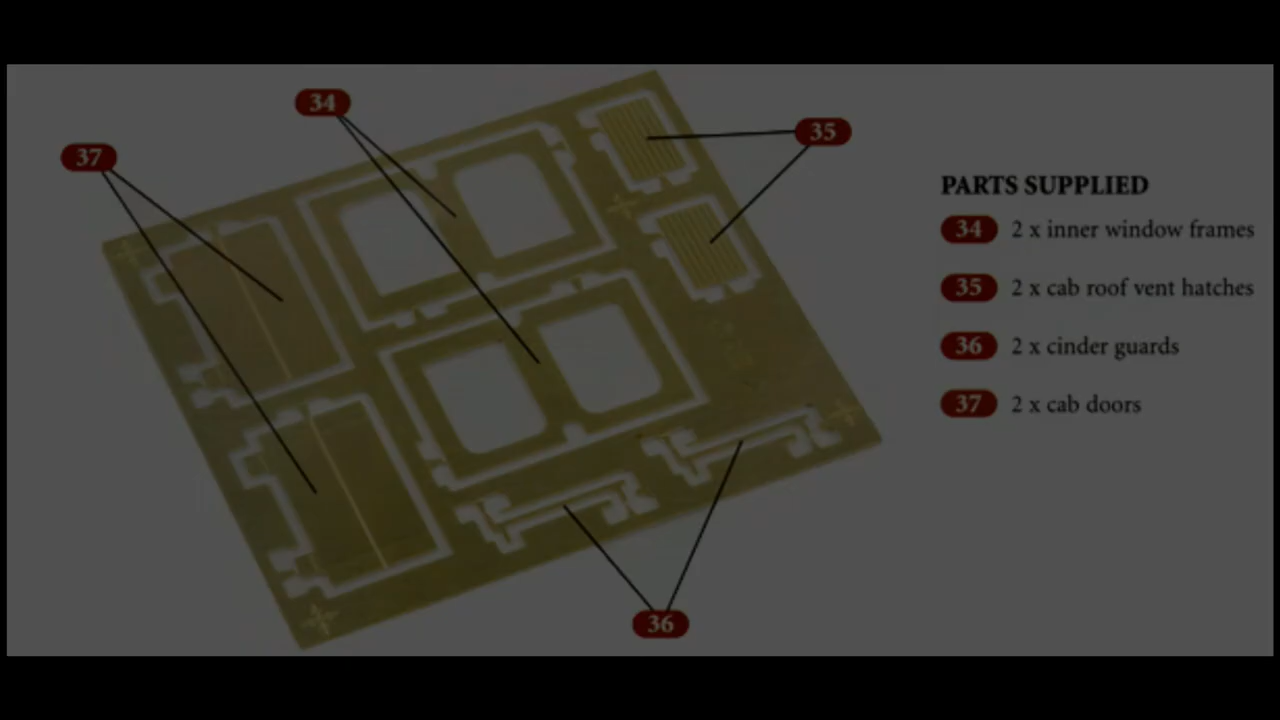 34
35
37
PARTS SUPPLIED
34 2 x inner window frames
35 2 x cab roof vent hatches
36 2 x cinder guards
37 2 x cab doors
36